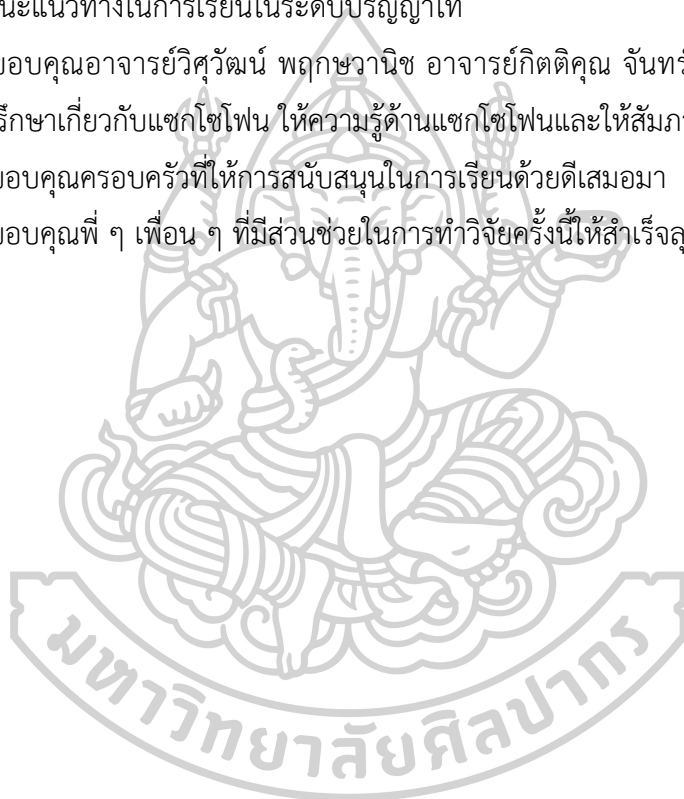 นะแนวทางในการเรียนในระดับปริญญาโท
ขอบคุณอาจารย์วิศุวัฒน์ พฤกษวานิช อาจารย์กิตติคุณ
รึกษาเกี่ยวกับแซกโซโฟน ให้ความรู้ด้านแซกโซโฟนและให้สัมภา
ขอบคุณครอบครัวที่ให้การสนับสนุนในการเรียนด้วยดีเสมอมา
ขอบคุณพี่ ๆ เพื่อน ๆ ที่มีส่วนช่วยในการทำวิจัยครั้งนี้ให้สำเร็จลุ
มหาวิทยาลัยศิลปากร